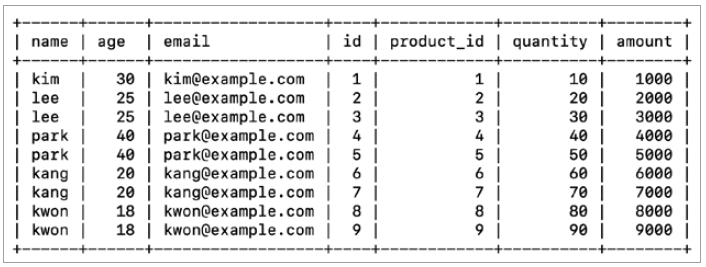 +------+-----+------------------+----+------------+----------+--------+
| name | age | email            | id | product_id | quantity | amount |
+------+-----+------------------+----+------------+----------+--------+
| kim  |  30 | kim@example.com  |  1 |          1 |       10 |   1000 |
| lee  |  25 | lee@example.com  |  2 |          2 |       20 |   2000 |
| lee  |  25 | lee@example.com  |  3 |          3 |       30 |   3000 |
| park |  40 | park@example.com |  4 |          4 |       40 |   4000 |
| park |  40 | park@example.com |  5 |          5 |       50 |   5000 |
| kang |  20 | kang@example.com |  6 |          6 |       60 |   6000 |
| kang |  20 | kang@example.com |  7 |          7 |       70 |   7000 |
| kwon |  18 | kwon@example.com |  8 |          8 |       80 |   8000 |
| kwon |  18 | kwon@example.com |  9 |          9 |       90 |   9000 |
+------+-----+------------------+----+------------+----------+--------+